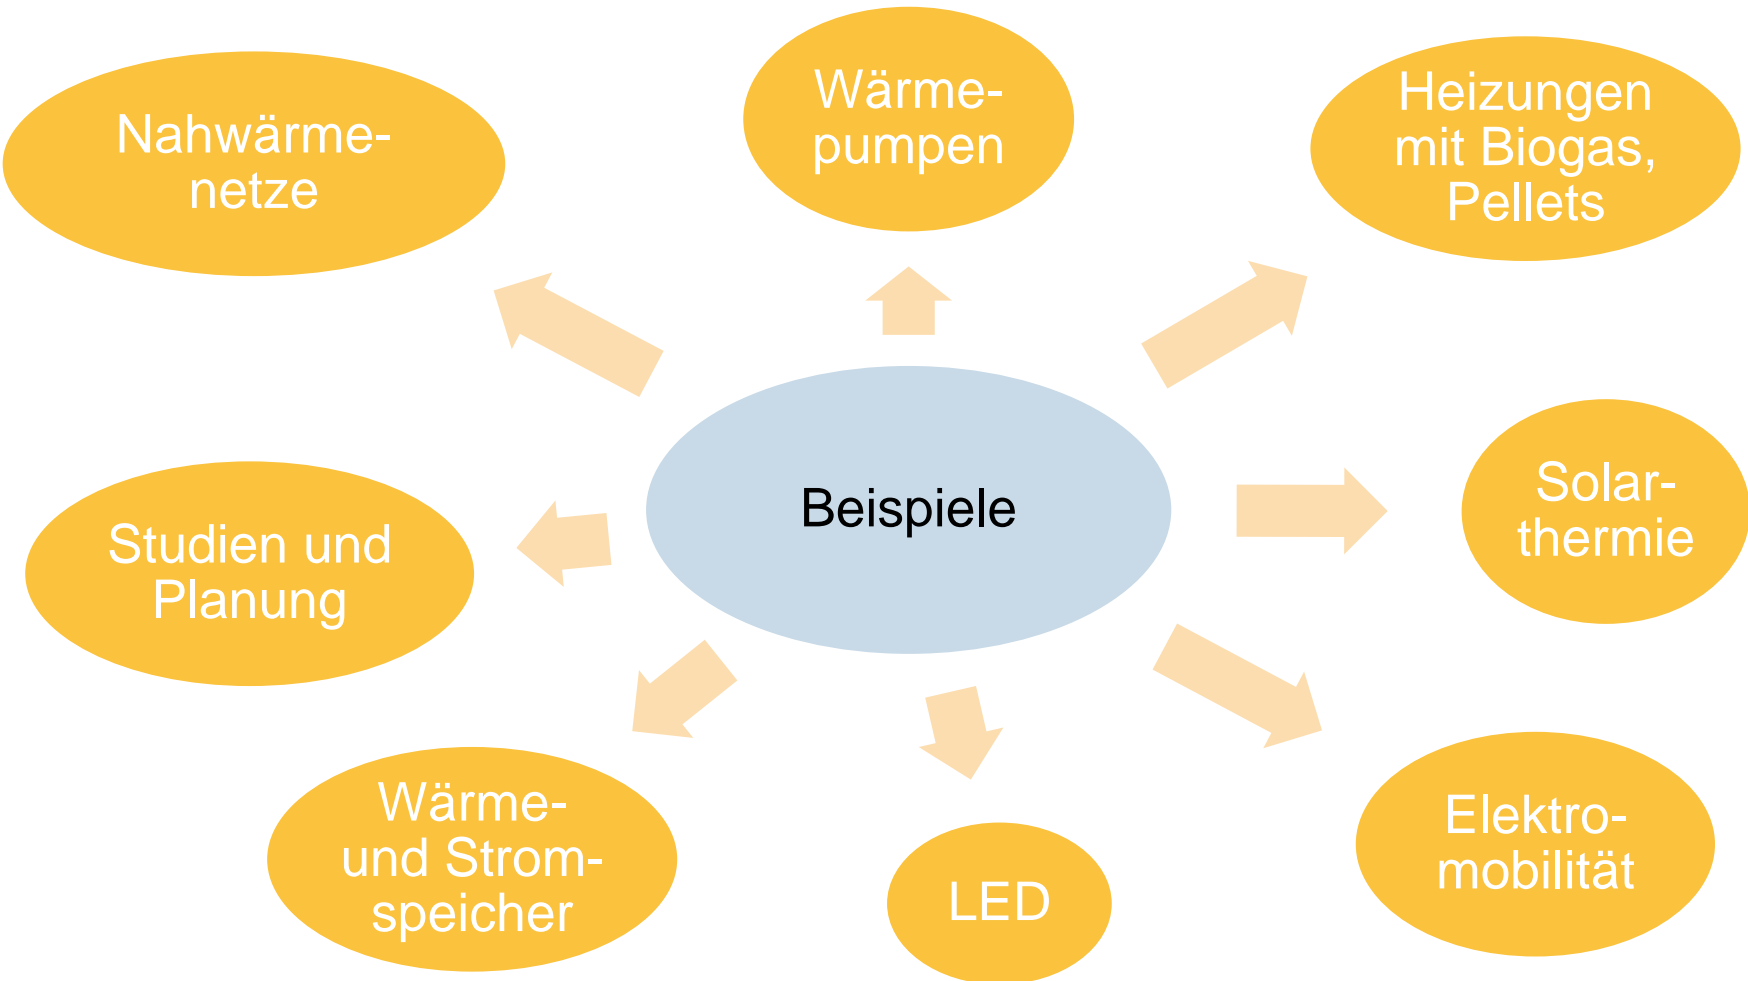 Nahwärme-
netze
Wärme-
pumpen
Heizungen
mit Biogas,
Pellets
Beispiele
Solar-
thermie
Studien und
Planung
Wärme-
und Strom-
speicher
LED
Elektro-
mobilität